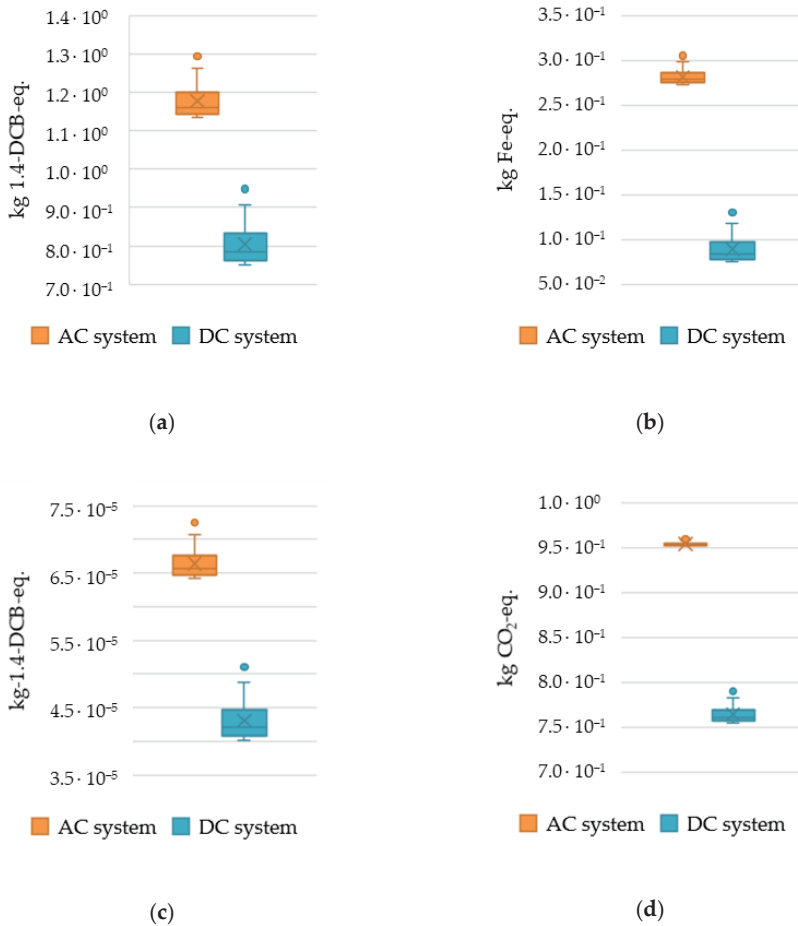 kg 1.4-DCB-eq.
1.4 · 10⁰
1.3 · 10⁰
1.2 · 10⁰
1.1 · 10⁰
1.0 · 10⁰
9.0 · 10⁻¹
8.0 · 10⁻¹
7.0 · 10⁻¹
AC system DC system
(a)
kg Fe-eq.
3.5 · 10⁻¹
3.0 · 10⁻¹
2.5 · 10⁻¹
2.0 · 10⁻¹
1.5 · 10⁻¹
1.0 · 10⁻¹
5.0 · 10⁻²
AC system DC system
(b)
kg-1.4-DCB-eq.
7.5 · 10⁻⁵
6.5 · 10⁻⁵
5.5 · 10⁻⁵
4.5 · 10⁻⁵
3.5 · 10⁻⁵
AC system DC system
(c)
kg CO₂-eq.
1.0 · 10⁰
9.5 · 10⁻¹
9.0 · 10⁻¹
8.5 · 10⁻¹
8.0 · 10⁻¹
7.5 · 10⁻¹
7.0 · 10⁻¹
AC system DC system
(d)